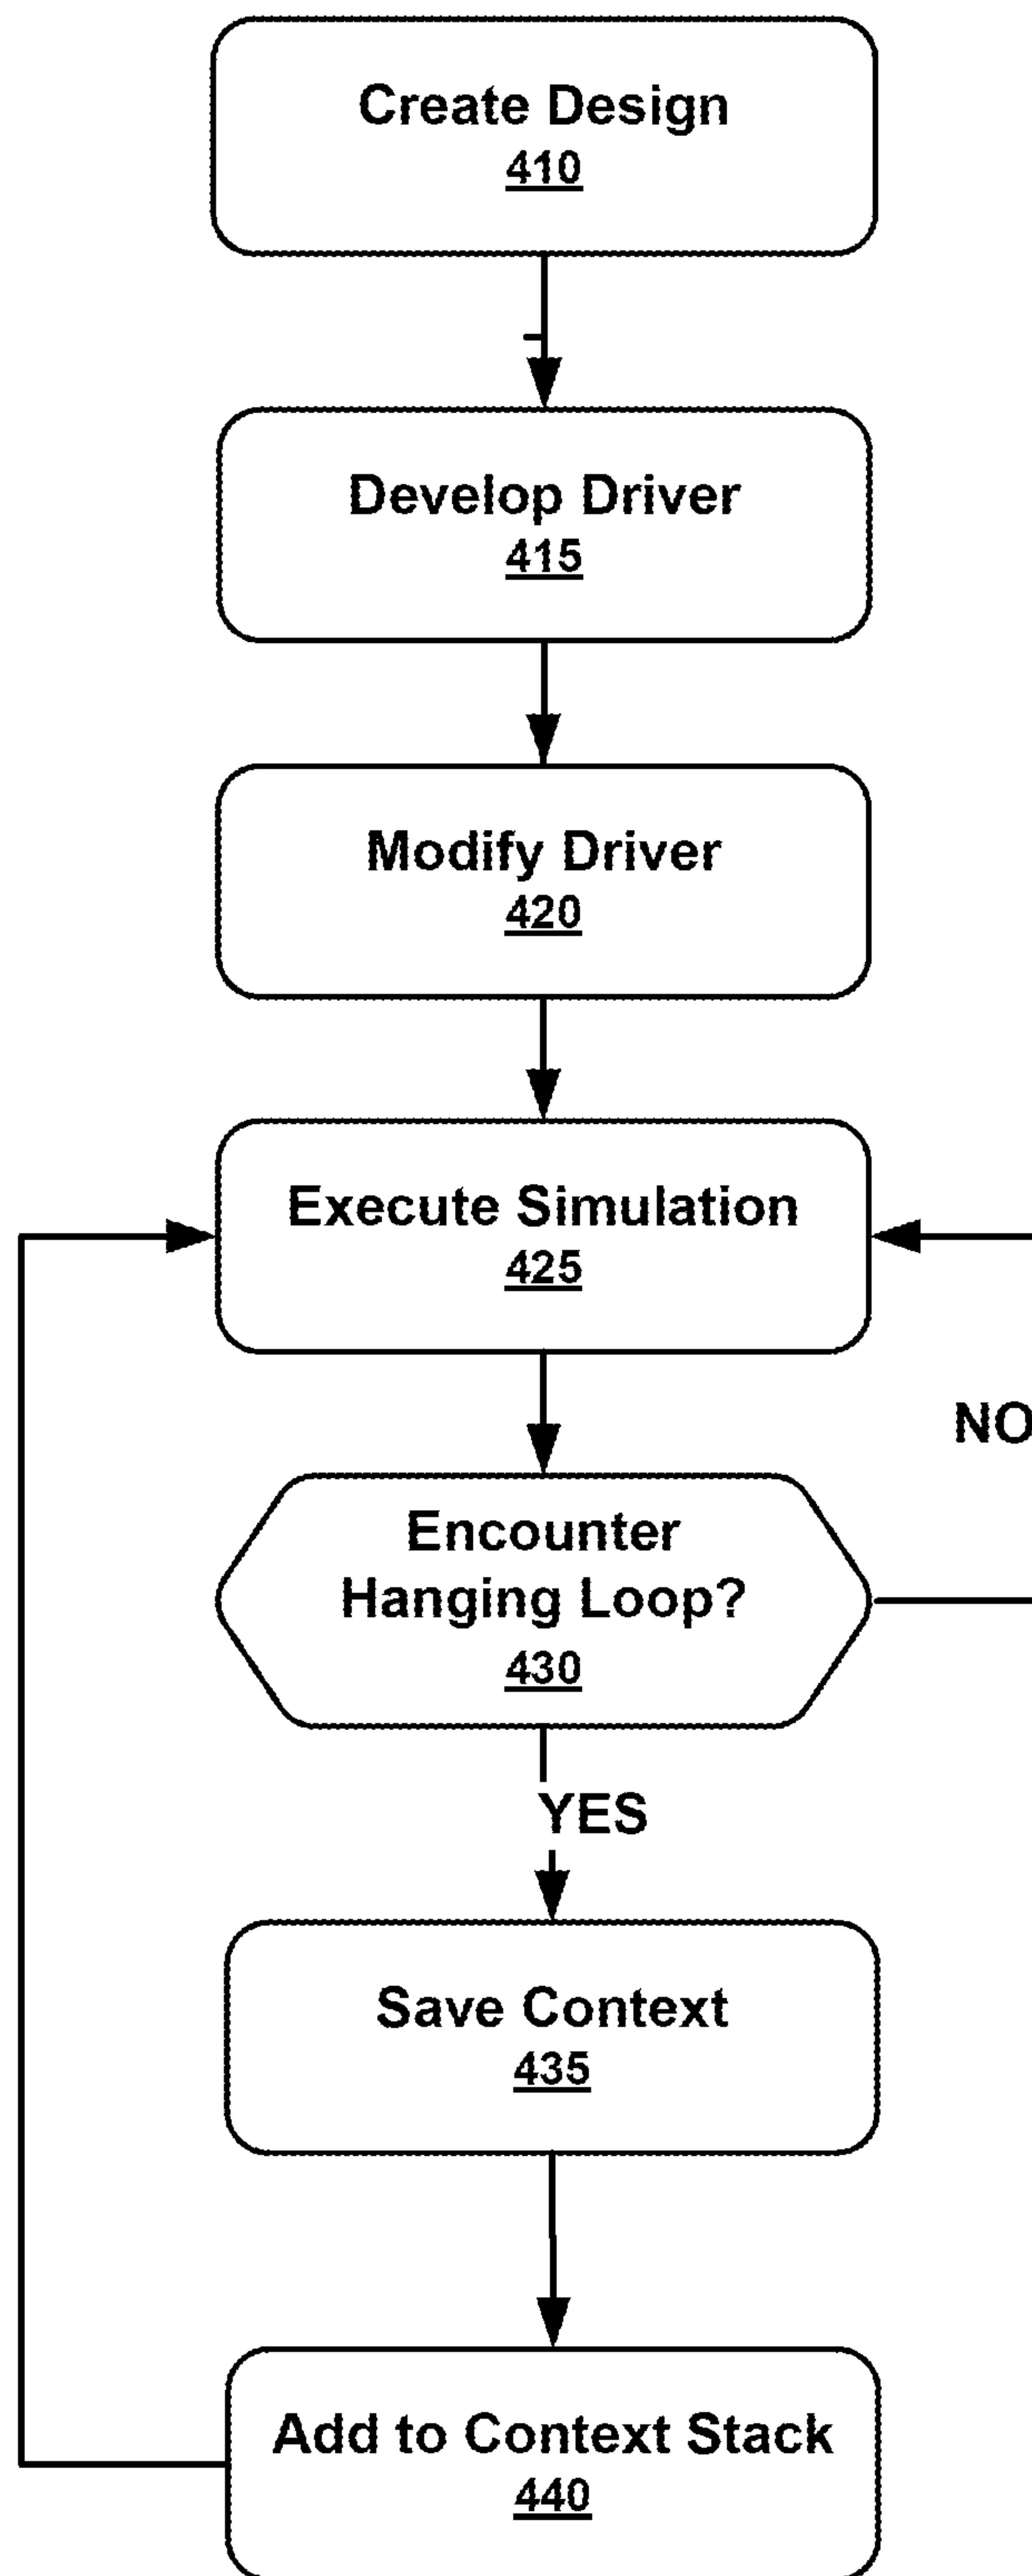 Create Design
410
Develop Driver
415
Modify Driver
420
Execute Simulation
425
NO
Encounter
Hanging Loop?
430
YES
Save Context
435
Add to Context Stack
440